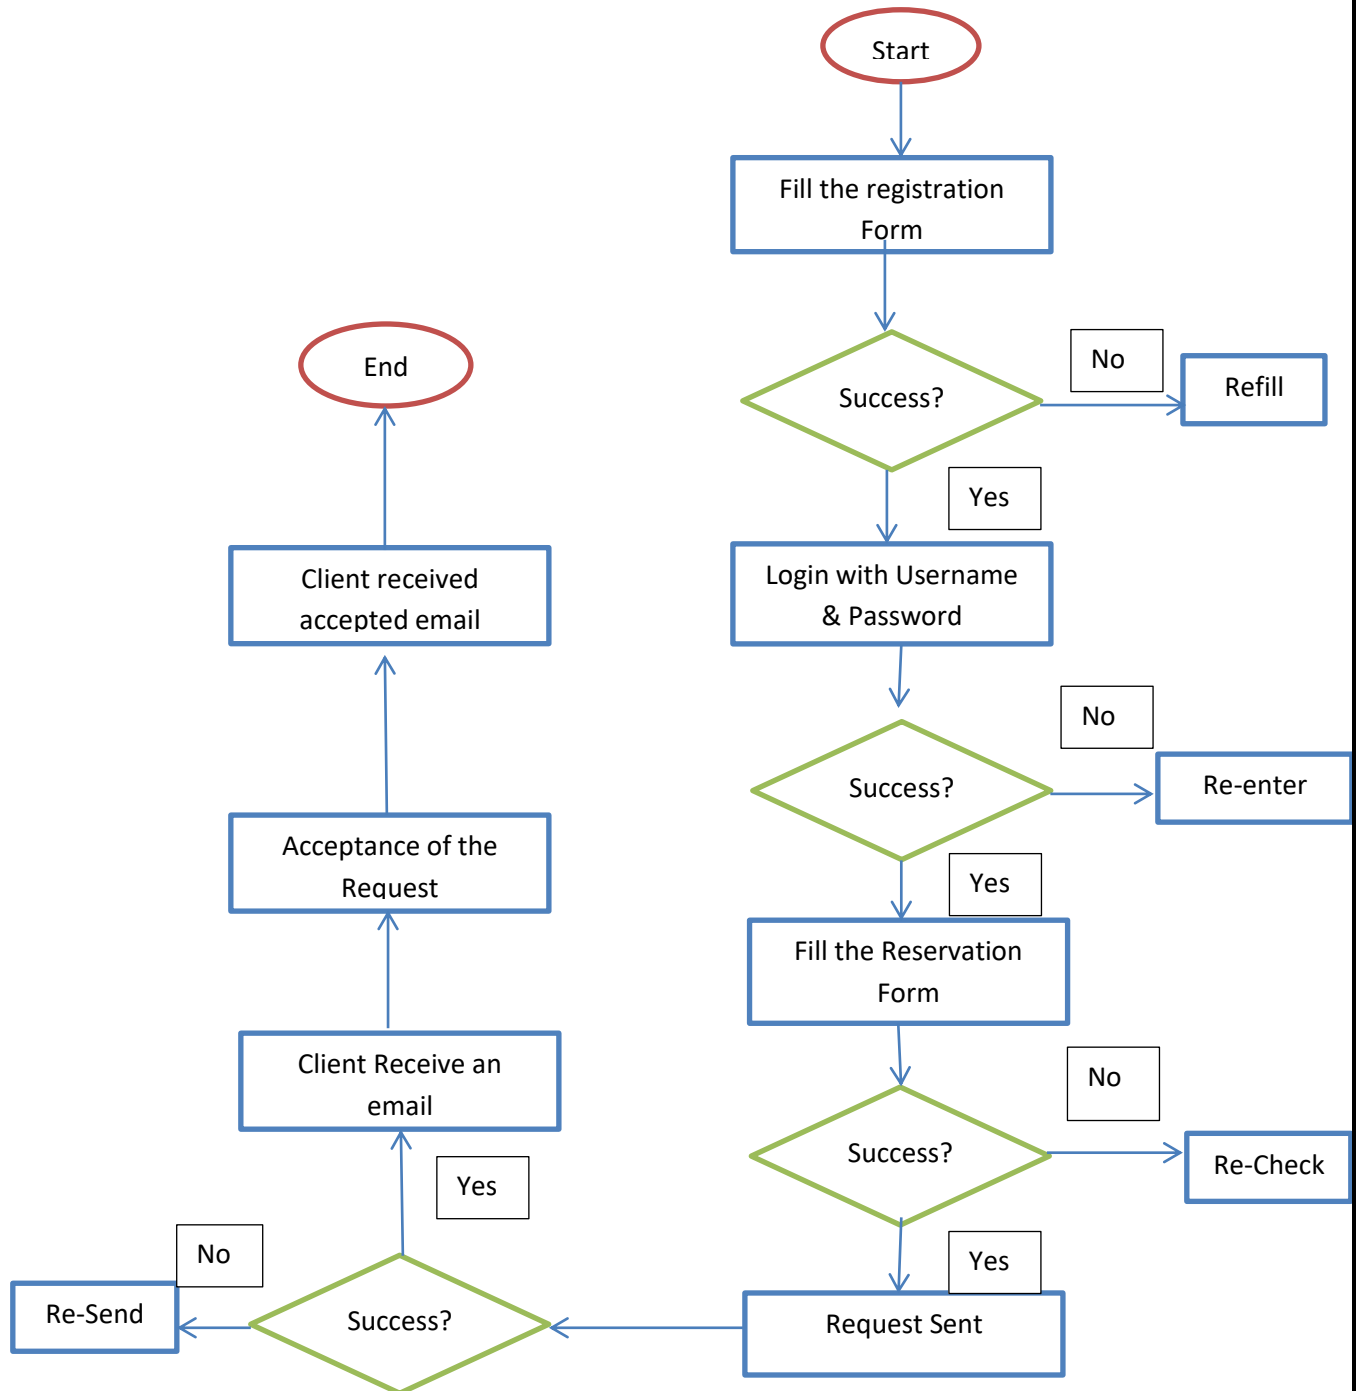 Start
Fill the registration
Form
Success?
No
Refill
Yes
Login with Username
& Password
Success?
No
Re-enter
Yes
Fill the Reservation
Form
Success?
No
Re-Check
Yes
Request Sent
Success?
No
Re-Send
Yes
Client Receive an
email
Acceptance of the
Request
Client received
accepted email
End